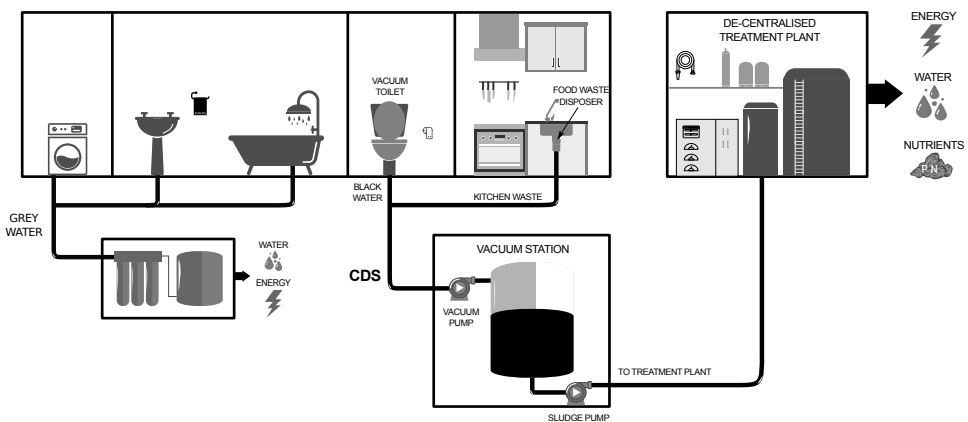 DE-CENTRALISED
TREATMENT PLANT
ENERGY
WATER
NUTRIENTS
P N
VACUUM
TOILET
FOOD WASTE
DISPOSER
BLACK
WATER
KITCHEN WASTE
GREY
WATER
WATER
ENERGY
CDS
VACUUM STATION
VACUUM
PUMP
TO TREATMENT PLANT
SLUDGE PUMP